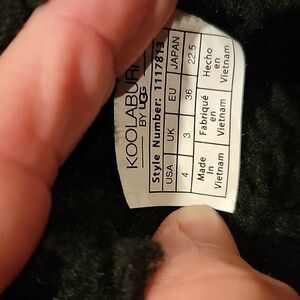 KOOLABURRA
BY UGG
Style Number: 1117813
USA UK EU JAPAN
4 3 36 22.5
Made In Vietnam
Fabriqué en Vietnam
Hecho en Vietnam